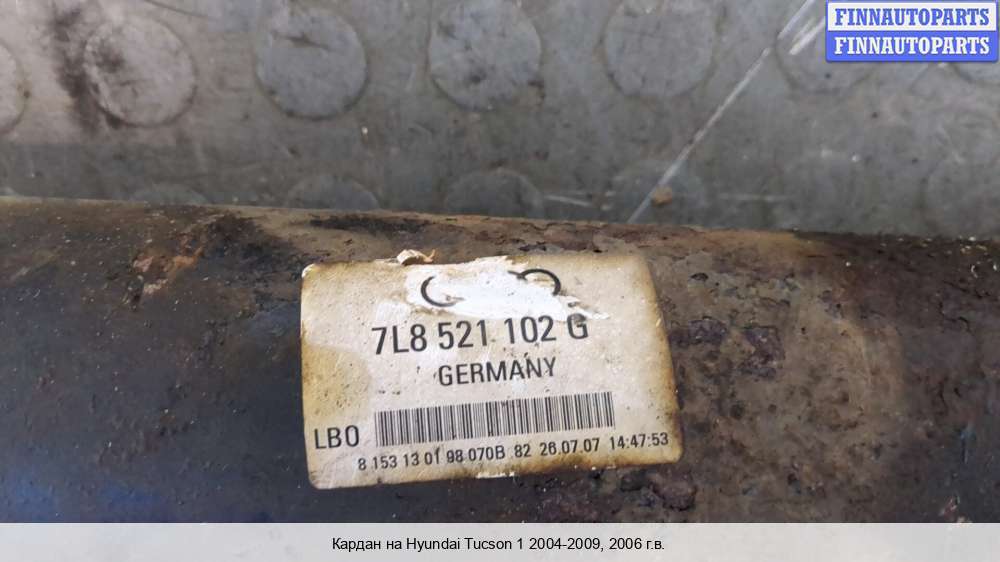 FINNAUTOPARTS
FINNAUTOPARTS
7L8 521 102 G
GERMANY
LBO
8 153 13 01 98 070B 82 26.07.07 14:47:53
Кардан на Hyundai Tucson 1 2004-2009, 2006 г.в.